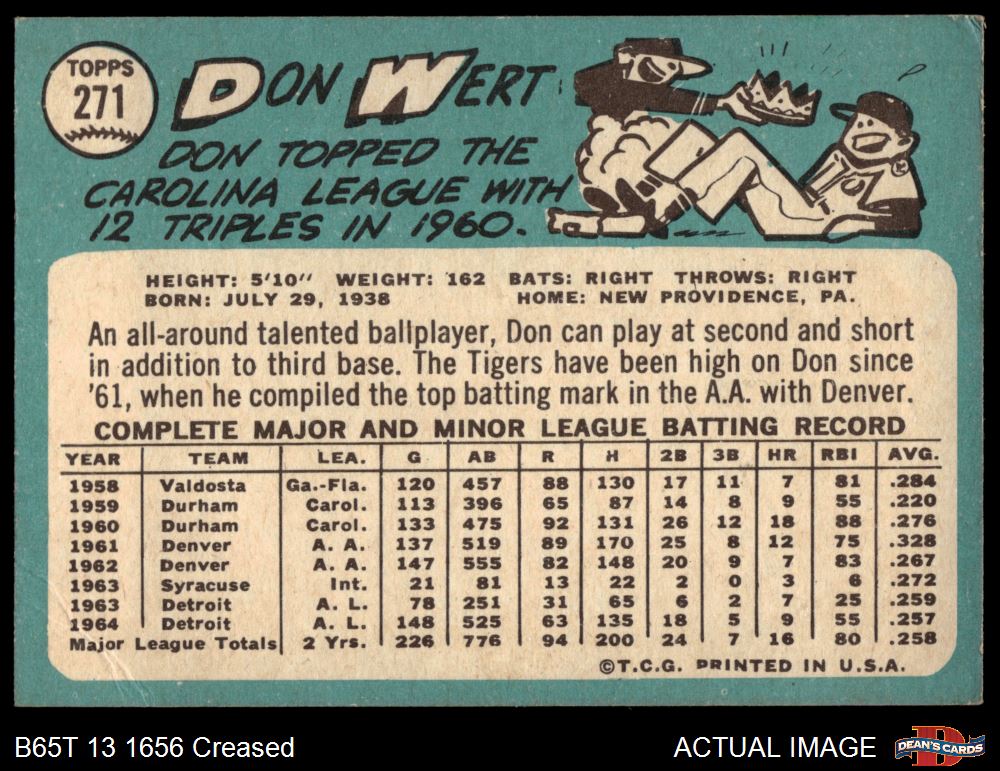 TOPPS
271
DON WERT
DON TOPPED THE
CAROLINA LEAGUE WITH
12 TRIPLES IN 1960.
HEIGHT: 5'10" WEIGHT: 162 BATS: RIGHT THROWS: RIGHT
BORN: JULY 29, 1938 HOME: NEW PROVIDENCE, PA.
An all-around talented ballplayer, Don can play at second and short
in addition to third base. The Tigers have been high on Don since
'61, when he compiled the top batting mark in the A.A. with Denver.
COMPLETE MAJOR AND MINOR LEAGUE BATTING RECORD
YEAR TEAM LEA. G AB R H 2B 3B HR RBI AVG.
1958 Valdosta Ga.-Fla. 120 457 88 130 17 11 7 81 .284
1959 Durham Carol. 113 396 65 87 14 8 9 55 .220
1960 Durham Carol. 133 475 92 131 26 12 18 88 .276
1961 Denver A. A. 137 519 89 170 25 8 12 75 .328
1962 Denver A. A. 147 555 82 148 20 9 7 83 .267
1963 Syracuse Int. 21 81 13 22 2 0 3 6 .272
1963 Detroit A. L. 78 251 31 65 6 2 7 25 .259
1964 Detroit A. L. 148 525 63 135 18 5 9 55 .257
Major League Totals 2 Yrs. 226 776 94 200 24 7 16 80 .258
©T.C.G. PRINTED IN U.S.A.
B65T 13 1656 Creased
ACTUAL IMAGE
D
DEAN'S CARDS